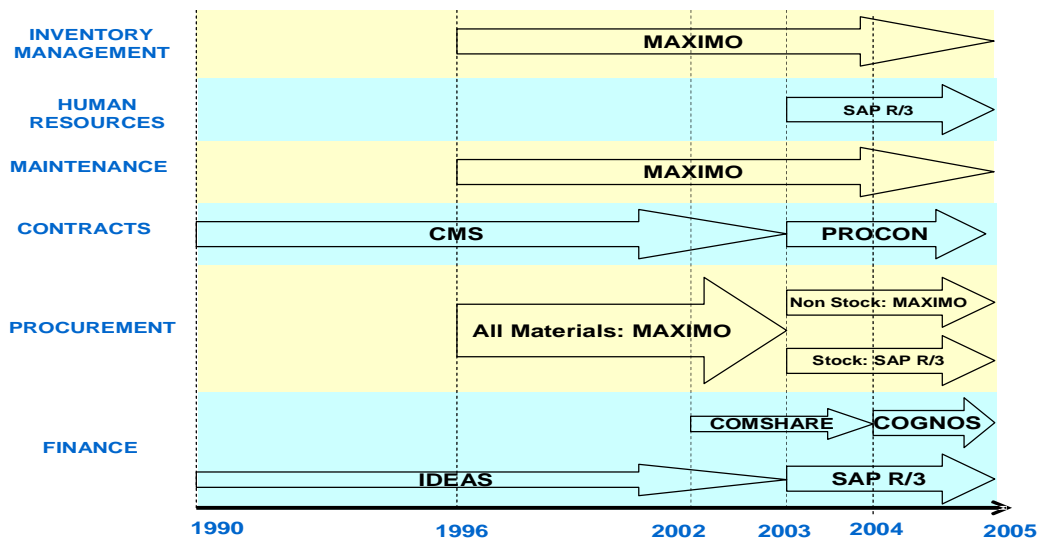 INVENTORY
MANAGEMENT
MAXIMO
HUMAN
RESOURCES
SAP R/3
MAINTENANCE
MAXIMO
CONTRACTS
CMS
PROCON
PROCUREMENT
All Materials: MAXIMO
Non Stock: MAXIMO
Stock: SAP R/3
FINANCE
COMSHARE
COGNOS
IDEAS
SAP R/3
1990
1996
2002
2003
2004
2005